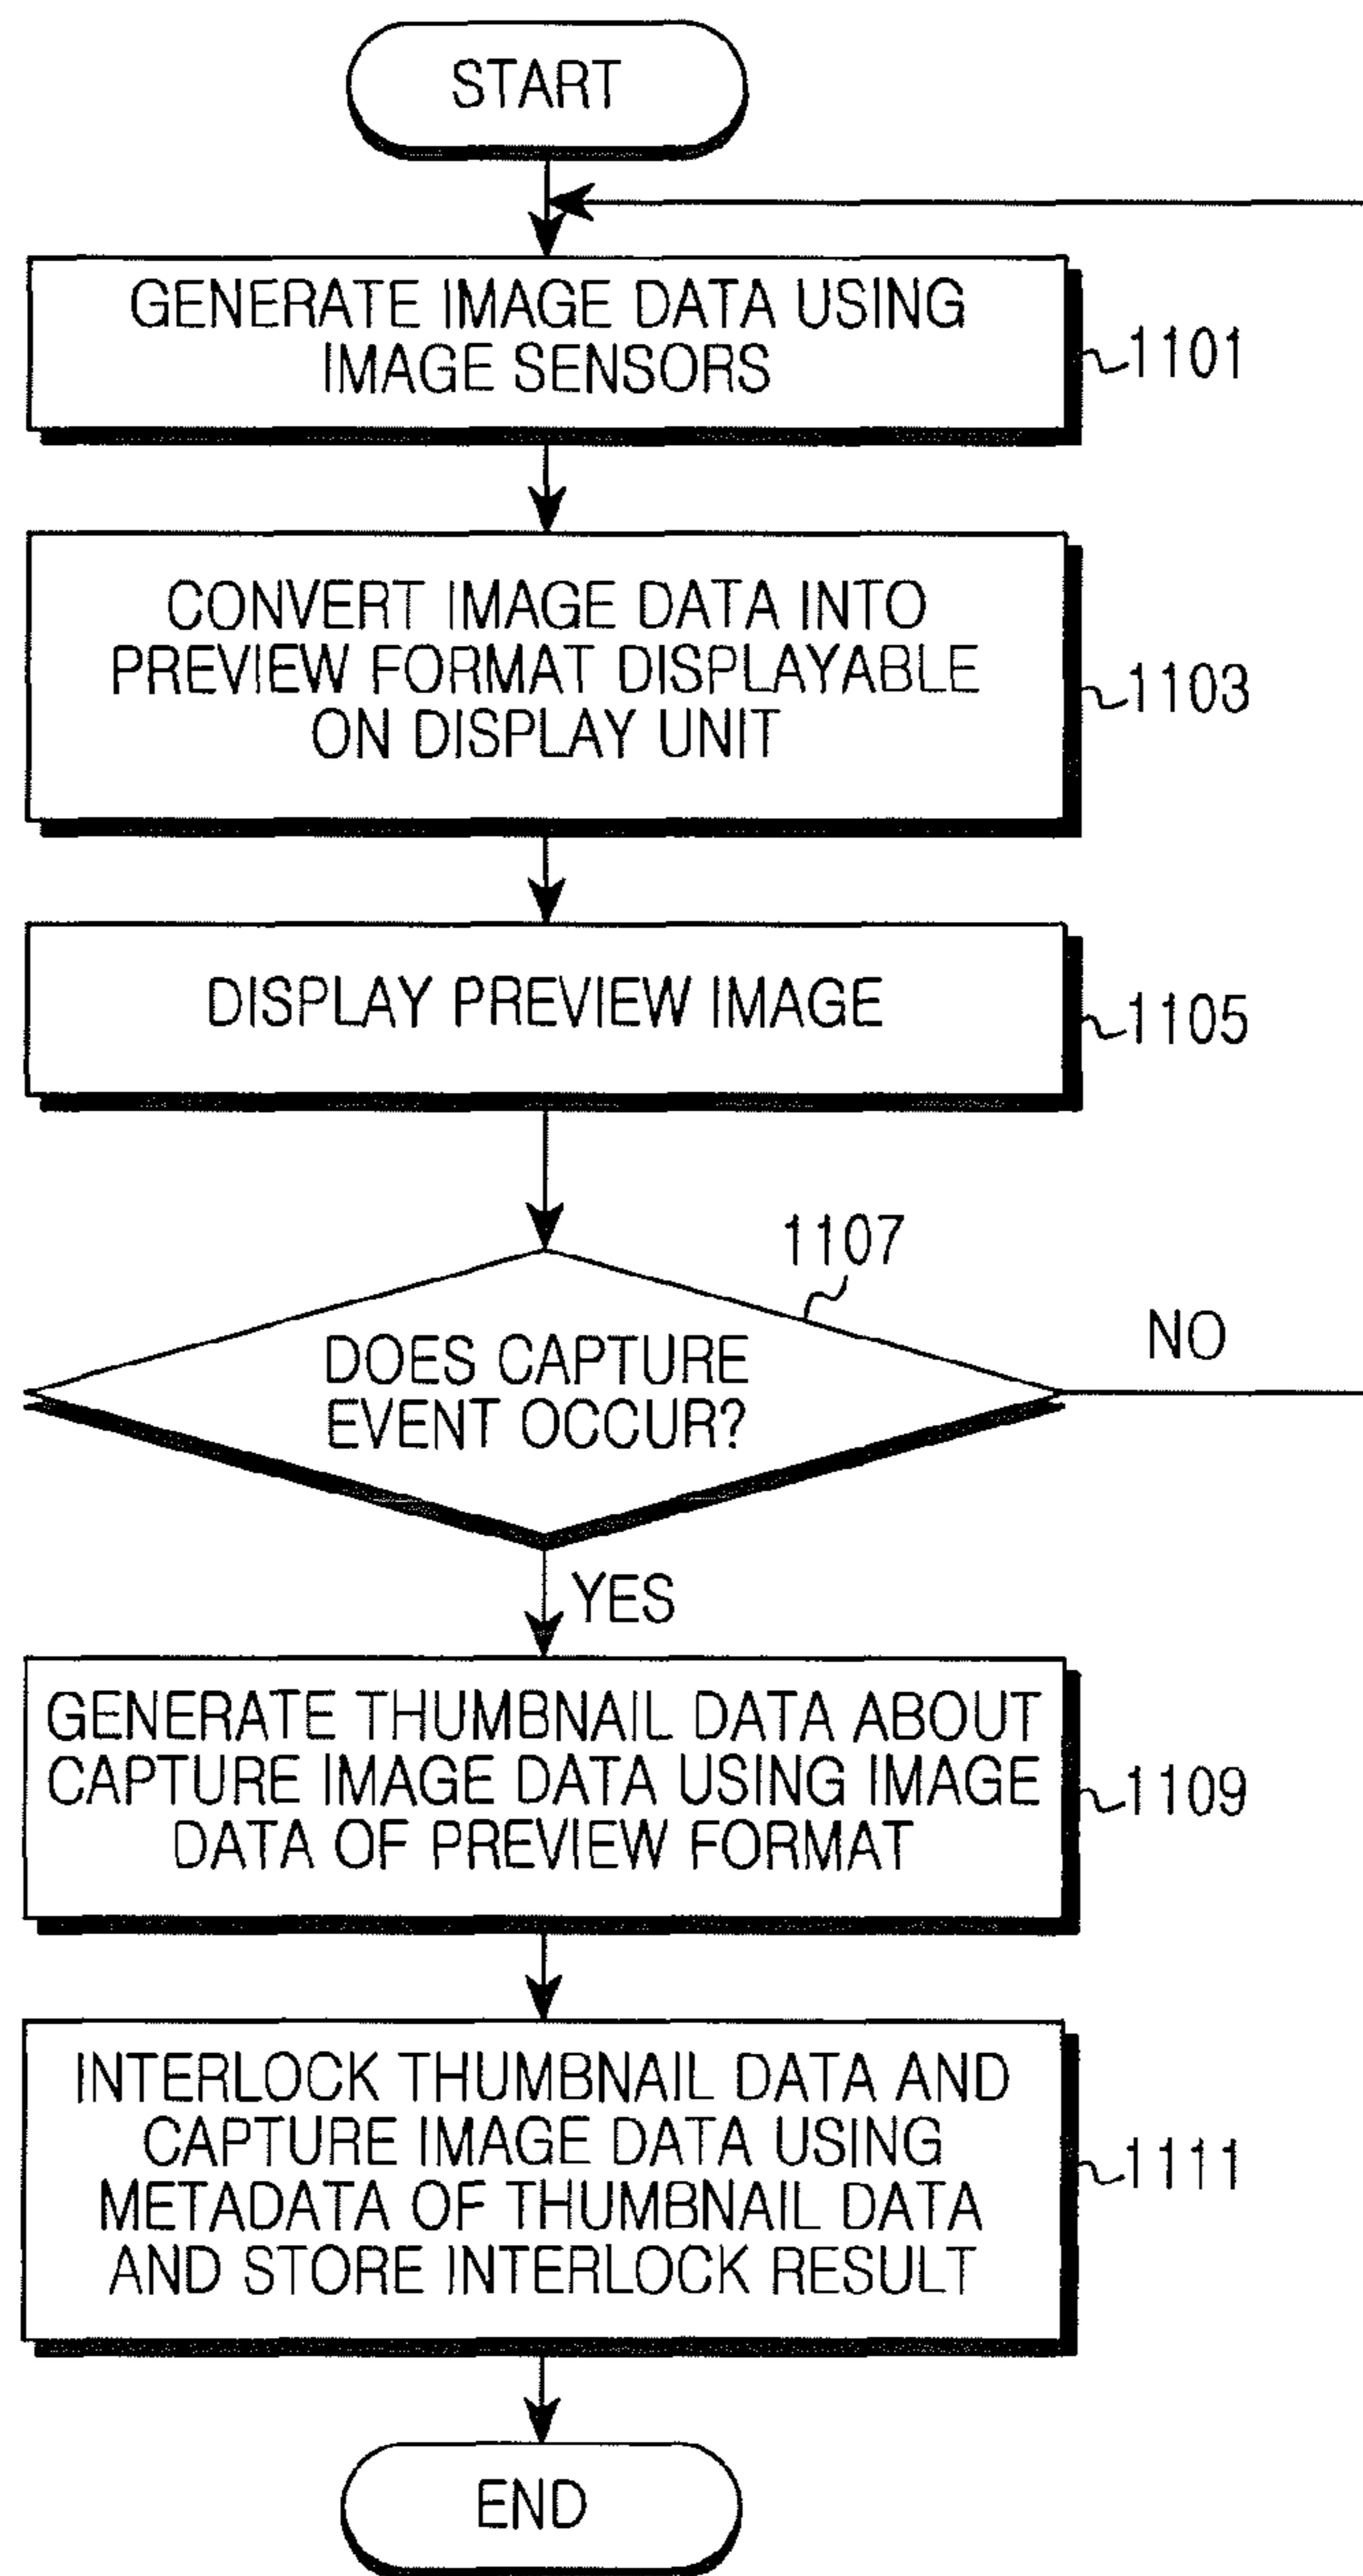 START
GENERATE IMAGE DATA USING
IMAGE SENSORS
1101
CONVERT IMAGE DATA INTO
PREVIEW FORMAT DISPLAYABLE
ON DISPLAY UNIT
1103
DISPLAY PREVIEW IMAGE
1105
1107
DOES CAPTURE
EVENT OCCUR?
NO
YES
GENERATE THUMBNAIL DATA ABOUT
CAPTURE IMAGE DATA USING IMAGE
DATA OF PREVIEW FORMAT
1109
INTERLOCK THUMBNAIL DATA AND
CAPTURE IMAGE DATA USING
METADATA OF THUMBNAIL DATA
AND STORE INTERLOCK RESULT
1111
END